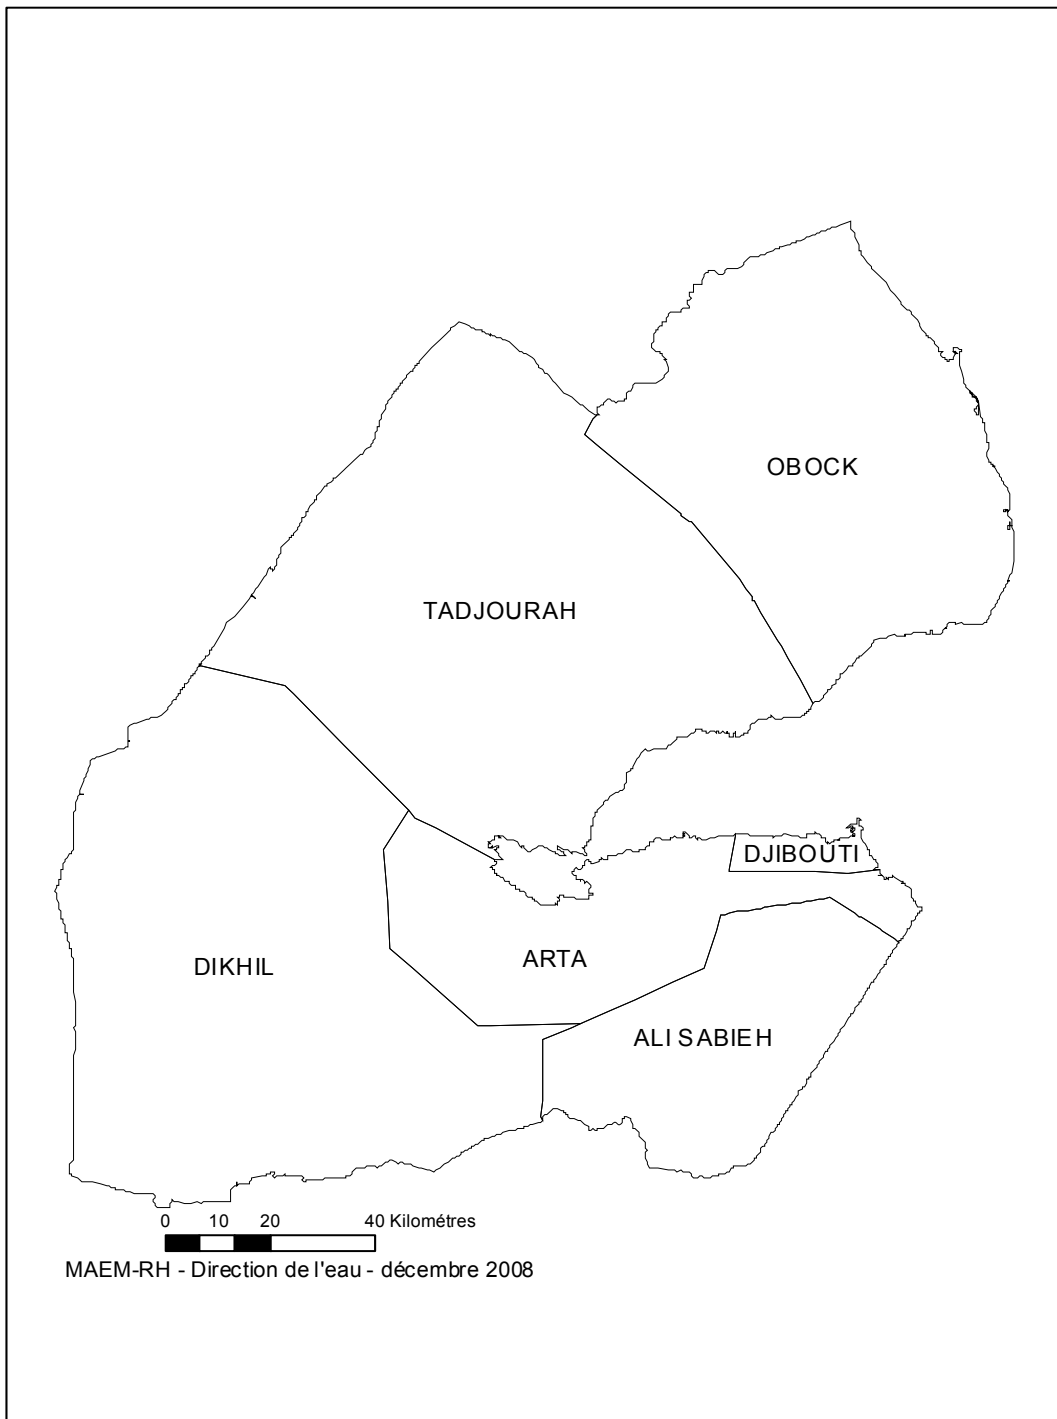 OBOCK
TADJOURAH
DJIBOUTI
ARTA
DIKHIL
ALI SABIEH
0 10 20 40 Kilométres
MAEM-RH - Direction de l'eau - décembre 2008